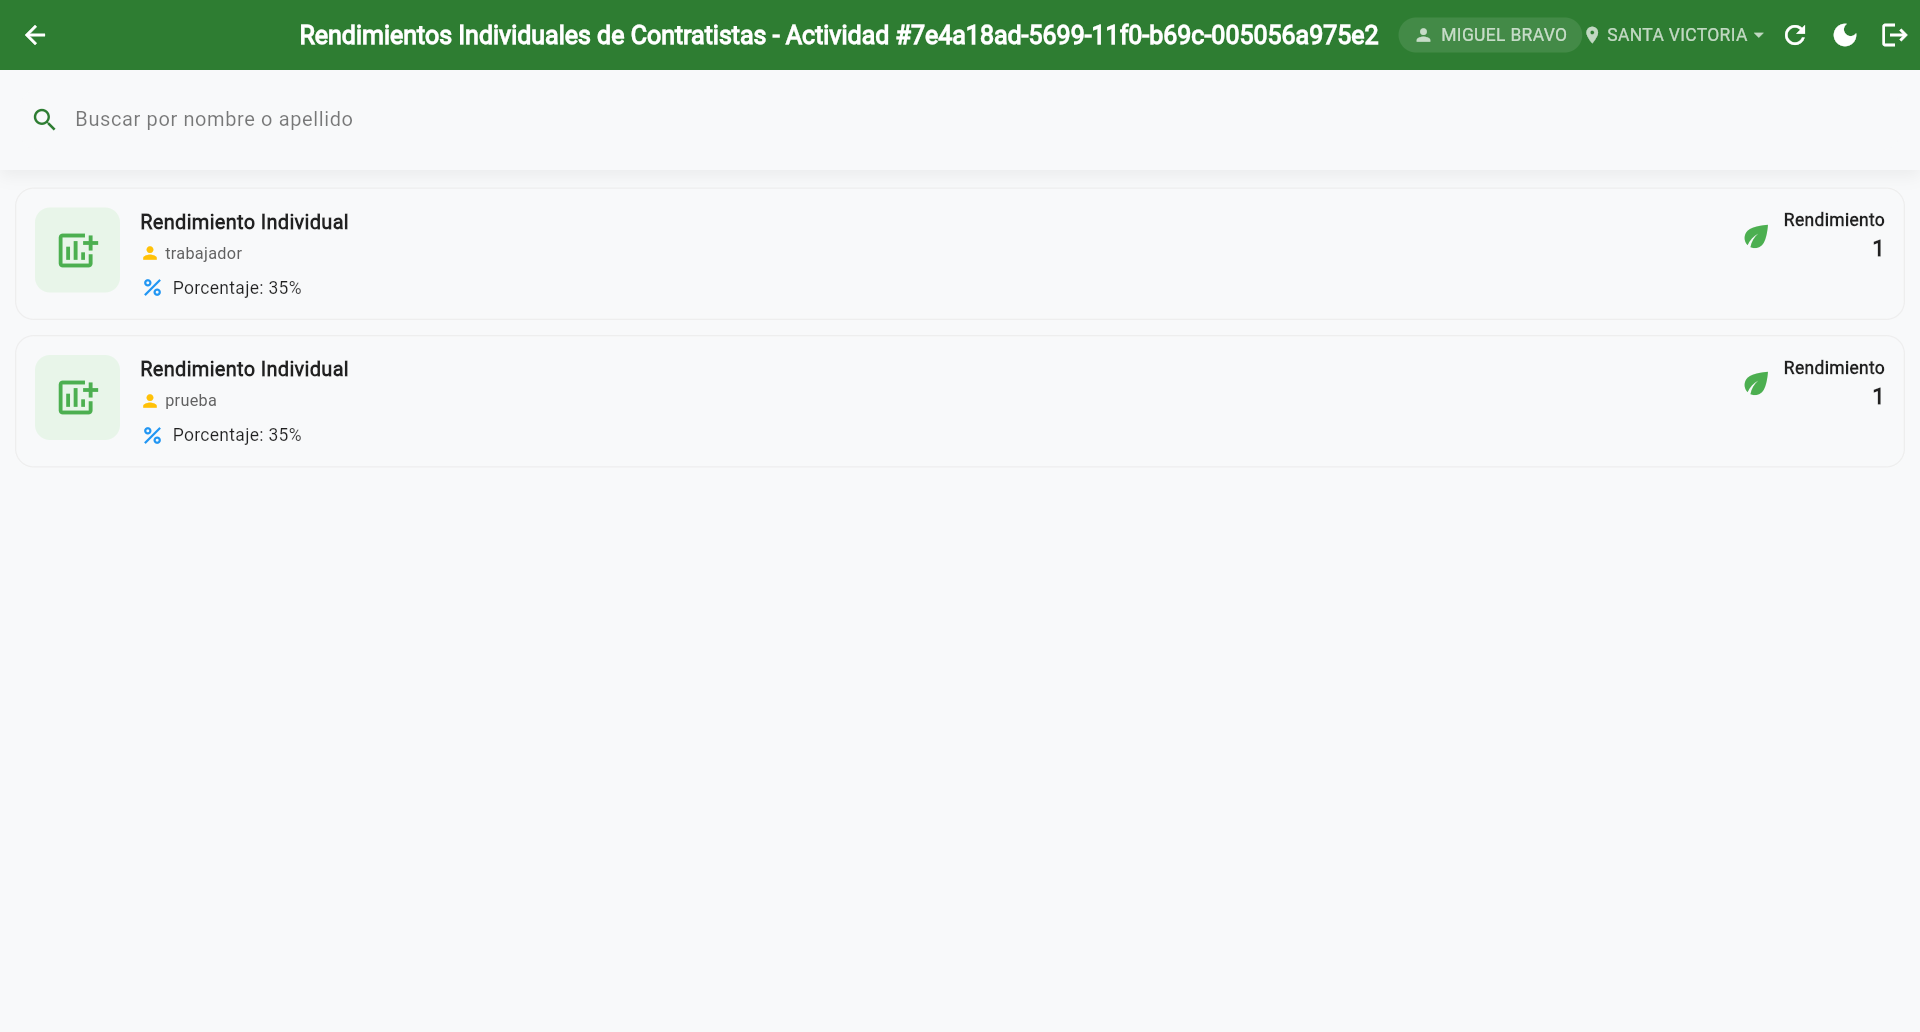 Rendimientos Individuales de Contratistas - Actividad #7e4a18ad-5699-11f0-b69c-005056a975e2
MIGUEL BRAVO
SANTA VICTORIA
Buscar por nombre o apellido
Rendimiento Individual
trabajador
Porcentaje: 35%
Rendimiento
1
Rendimiento Individual
prueba
Porcentaje: 35%
Rendimiento
1